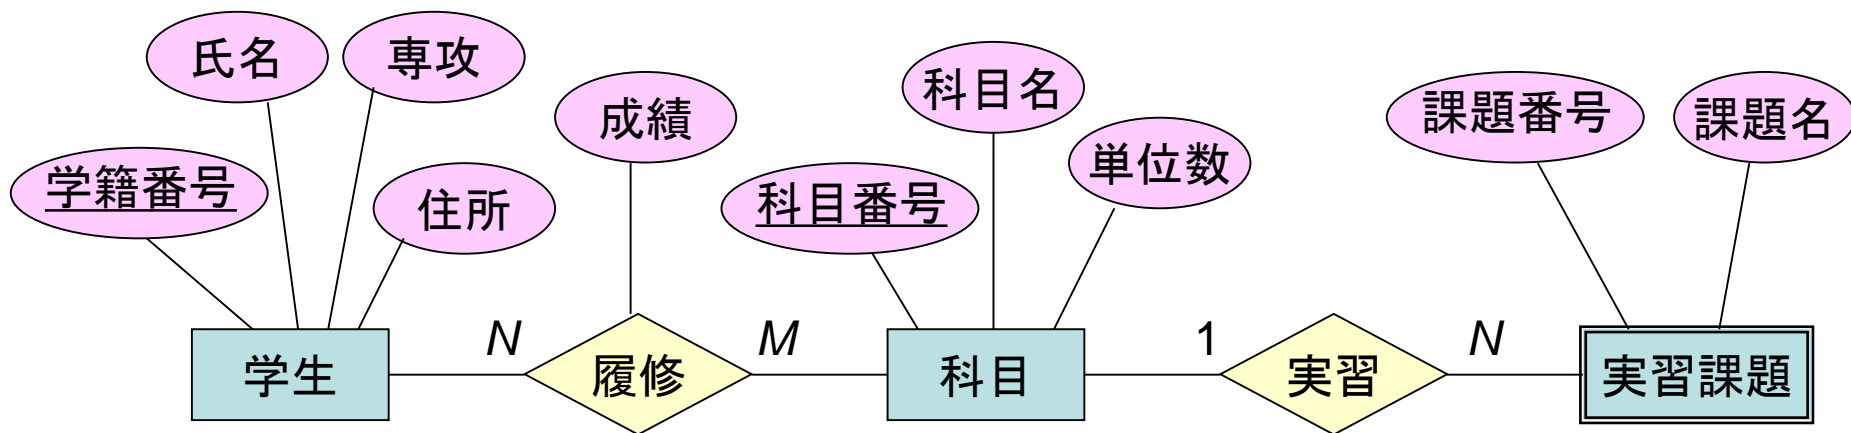 氏名
専攻
成績
科目名
課題番号
課題名
学籍番号
住所
科目番号
単位数
学生
N
履修
M
科目
1
実習
N
実習課題